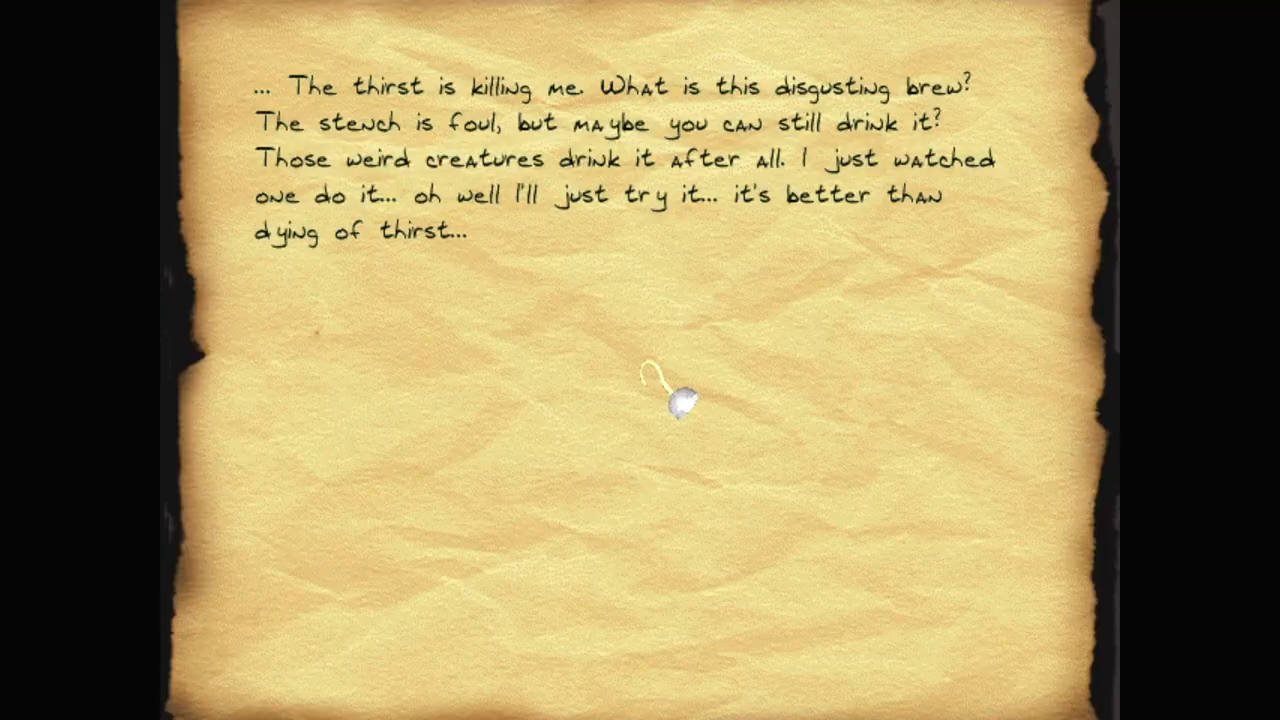 ... The thirst is killing me. What is this disgusting brew?
The stench is foul, but maybe you can still drink it?
Those weird creatures drink it after all. I just watched
one do it... oh well I'll just try it... it's better than
dying of thirst...